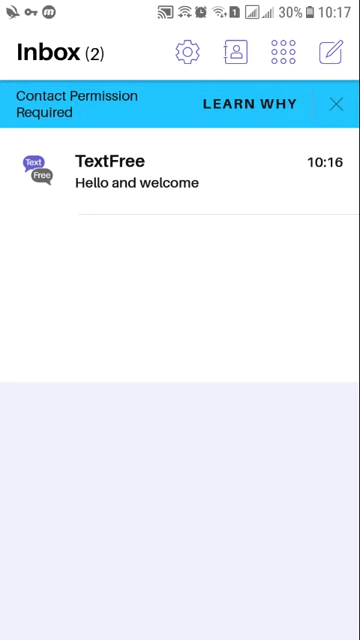 30% 10:17
Inbox (2)
Contact Permission
Required
LEARN WHY
TextFree
10:16
Text
Free
Hello and welcome